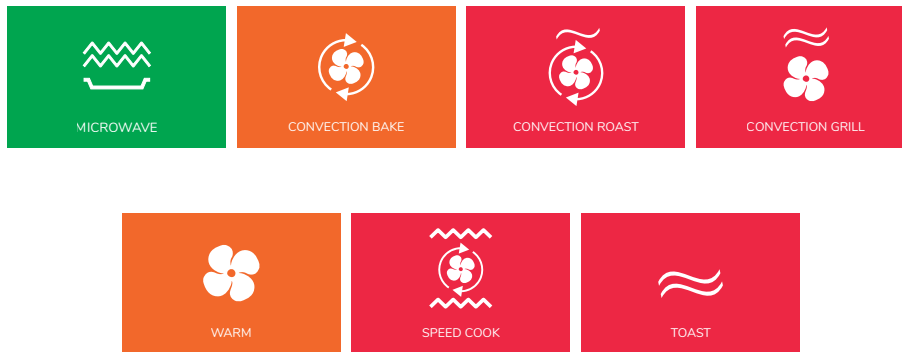 MICROWAVE
CONVECTION BAKE
CONVECTION ROAST
CONVECTION GRILL
WARM
SPEED COOK
TOAST